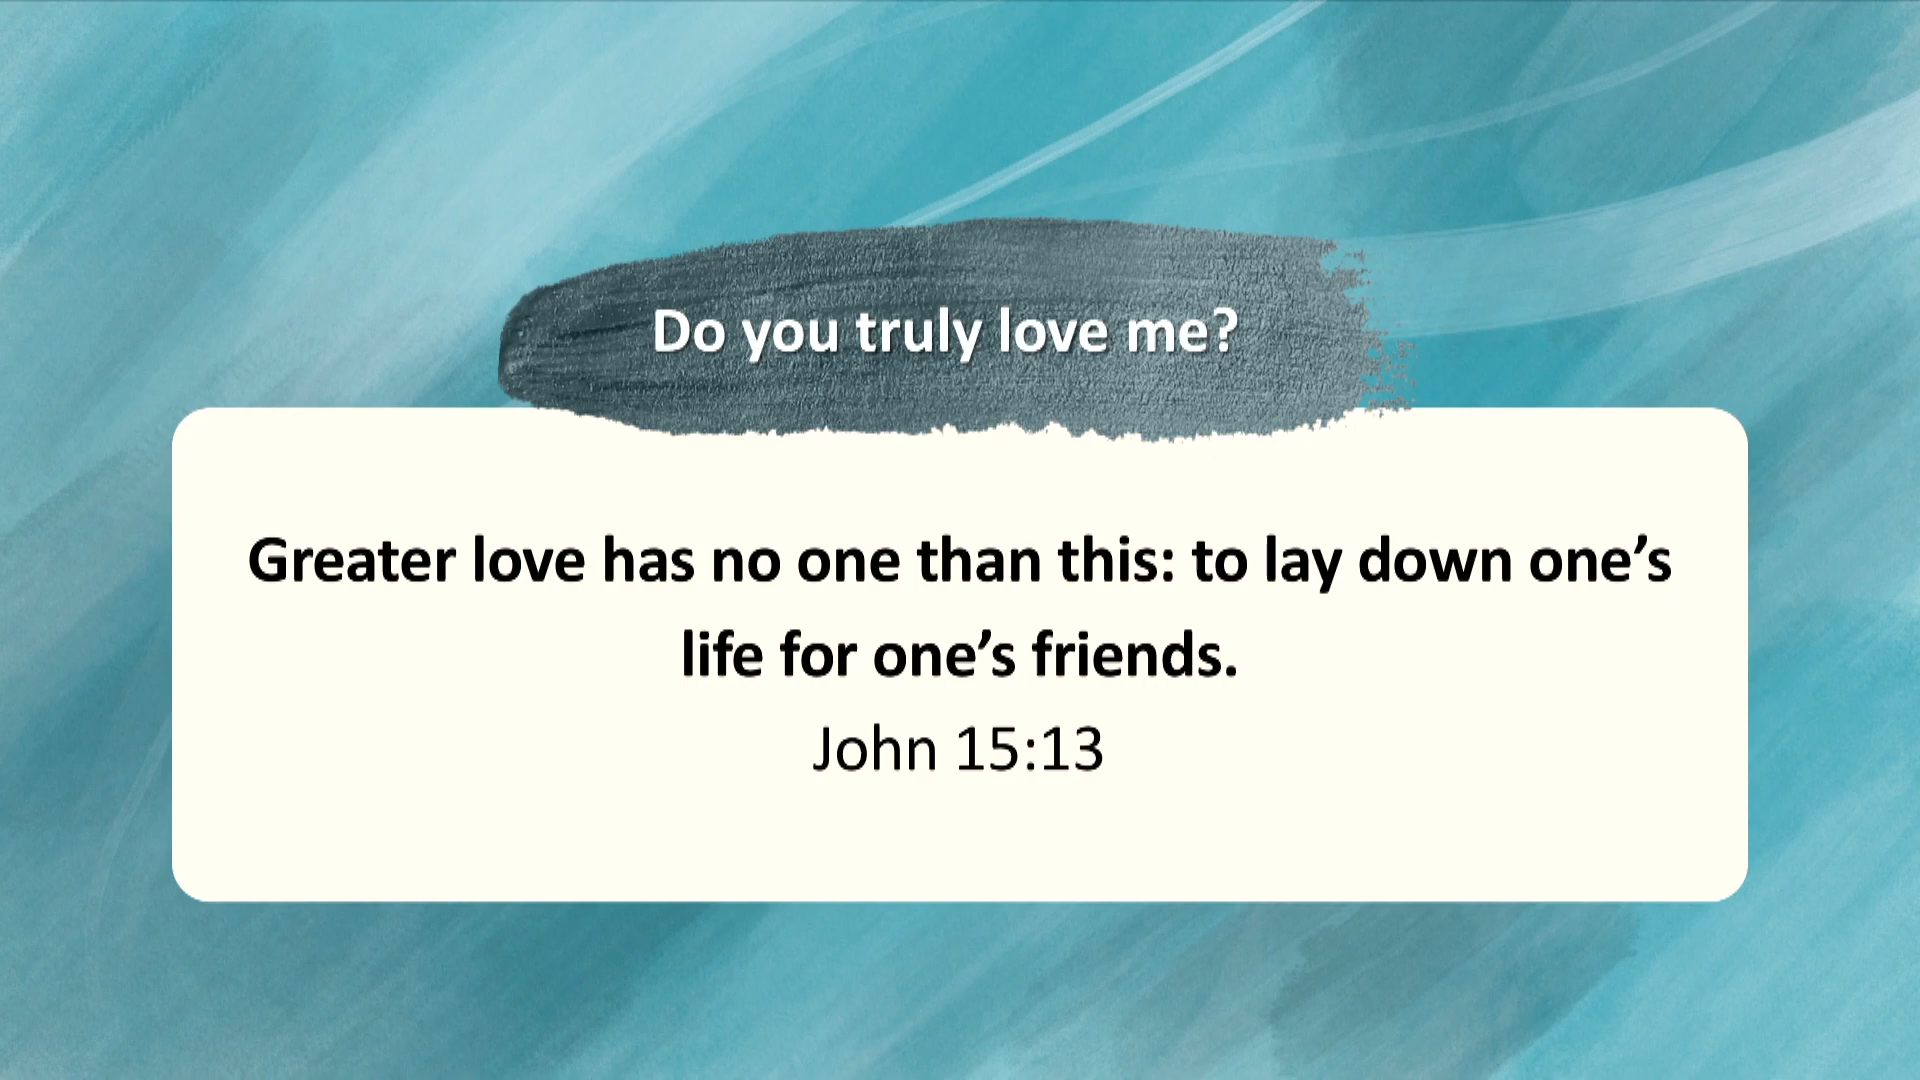 Do you truly love me?
Greater love has no one than this: to lay down one’s
life for one’s friends.
John 15:13